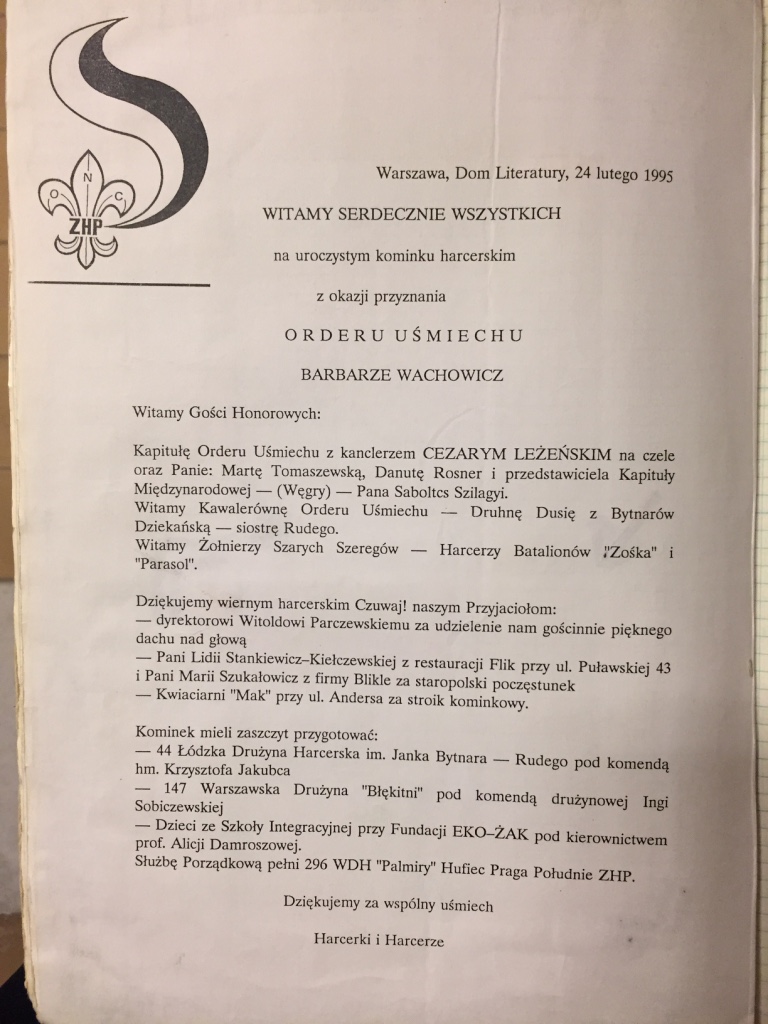 O N C
ZHP
Warszawa, Dom Literatury, 24 lutego 1995
WITAMY SERDECZNIE WSZYSTKICH
na uroczystym kominku harcerskim
z okazji przyznania
ORDERU UŚMIECHU
BARBARZE WACHOWICZ
Witamy Gości Honorowych:
Kapitułę Orderu Uśmiechu z kanclerzem CEZARYM LEŻEŃSKIM na czele
oraz Panie: Martę Tomaszewską, Danutę Rosner i przedstawiciela Kapituły
Międzynarodowej — (Węgry) — Pana Saboltcs Szilagyi.
Witamy Kawalerównę Orderu Uśmiechu — Druhnę Dusię z Bytnarów
Dziekańską — siostrę Rudego.
Witamy Żołnierzy Szarych Szeregów — Harcerzy Batalionów "Zośka" i
"Parasol".
Dziękujemy wiernym harcerskim Czuwaj! naszym Przyjaciołom:
— dyrektorowi Witoldowi Parczewskiemu za udzielenie nam gościnnie pięknego
dachu nad głową
— Pani Lidii Stankiewicz–Kiełczewskiej z restauracji Flik przy ul. Puławskiej 43
i Pani Marii Szukałowicz z firmy Blikle za staropolski poczęstunek
— Kwiaciarni "Mak" przy ul. Andersa za stroik kominkowy.
Kominek mieli zaszczyt przygotować:
— 44 Łódzka Drużyna Harcerska im. Janka Bytnara — Rudego pod komendą
hm. Krzysztofa Jakubca
— 147 Warszawska Drużyna "Błękitni" pod komendą drużynowej Ingi
Sobiczewskiej
— Dzieci ze Szkoły Integracyjnej przy Fundacji EKO–ŻAK pod kierownictwem
prof. Alicji Damroszowej.
Służbę Porządkową pełni 296 WDH "Palmiry" Hufiec Praga Południe ZHP.
Dziękujemy za wspólny uśmiech
Harcerki i Harcerze